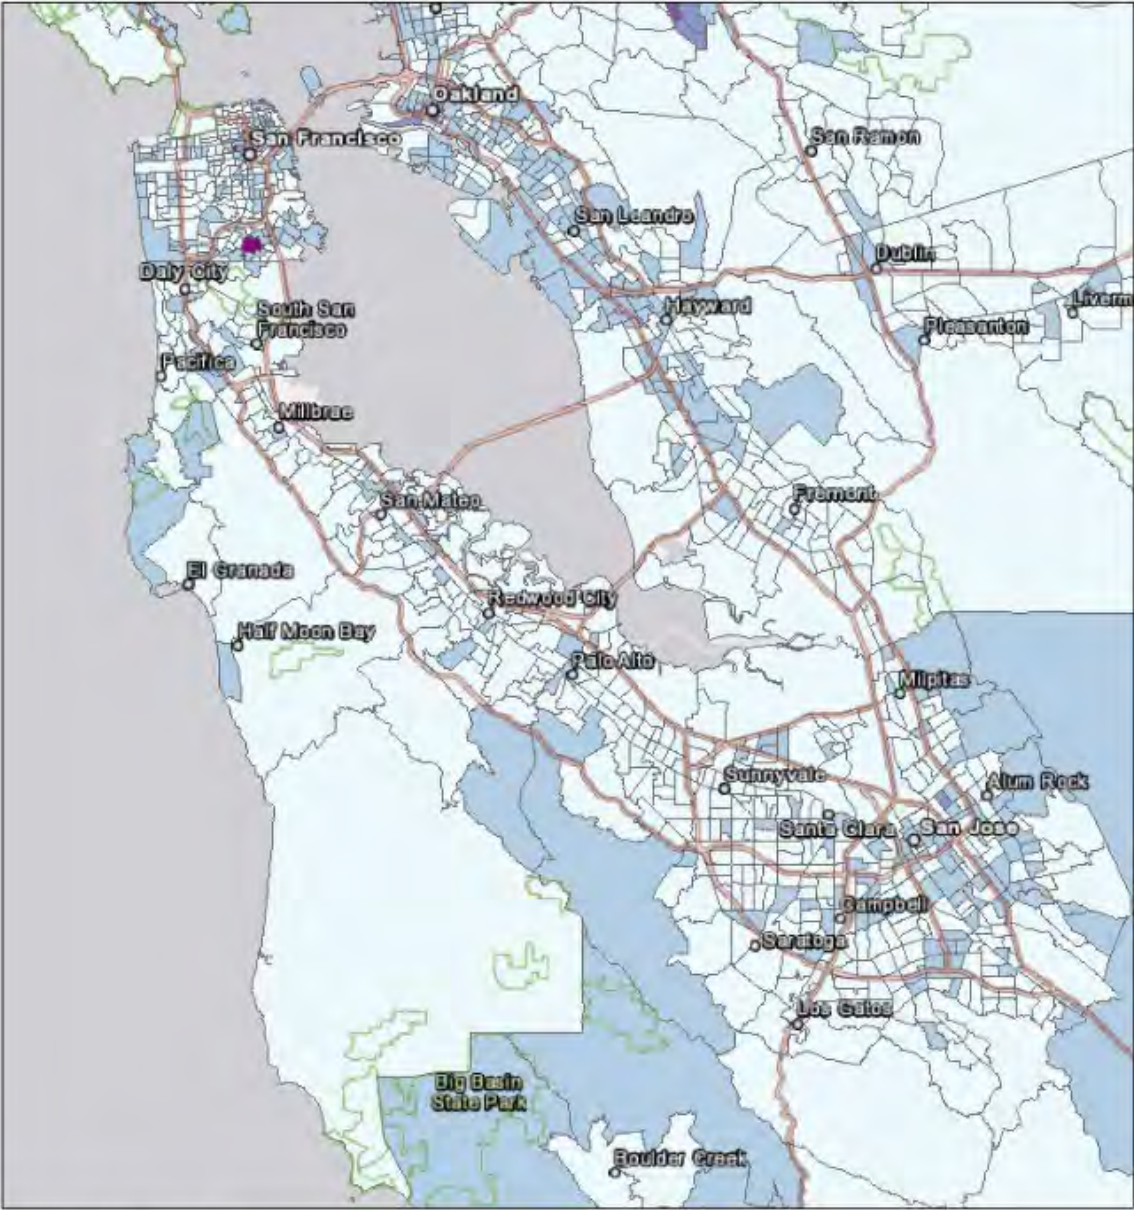 Oakland
San Francisco
San Ramon
San Leandro
Dublin
Daly City
South San
Francisco
Hayward
Liverm
Pleasanton
Pacifica
Millbrae
San Mateo
Fremont
El Granada
Redwood City
Half Moon Bay
Palo Alto
Milpitas
Sunnyvale
Alum Rock
Santa Clara
San Jose
Campbell
Saratoga
Los Gatos
Big Basin
State Park
Boulder Creek